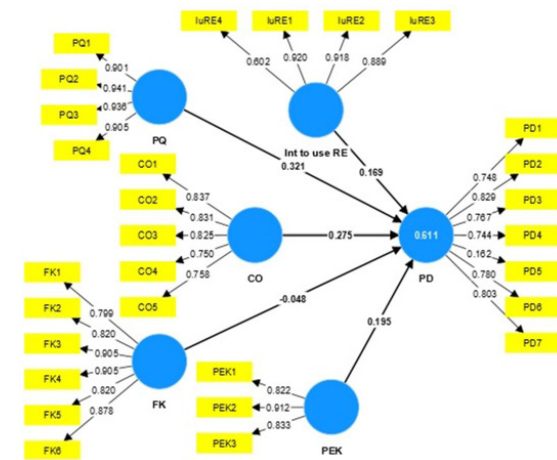 IuRE4
IuRE1
IuRE2
IuRE3
0.602
0.920
0.918
0.889
Int to use RE
0.169
PQ1
PQ2
PQ3
PQ4
0.901
0.941
0.936
0.905
PQ
0.321
CO1
CO2
CO3
CO4
CO5
0.837
0.831
0.825
0.750
0.758
CO
0.275
FK1
FK2
FK3
FK4
FK5
FK6
0.799
0.820
0.905
0.905
0.820
0.878
FK
-0.048
PEK1
PEK2
PEK3
0.822
0.912
0.833
PEK
0.195
0.611
PD
0.748
0.829
0.767
0.744
0.162
0.780
0.803
PD1
PD2
PD3
PD4
PD5
PD6
PD7